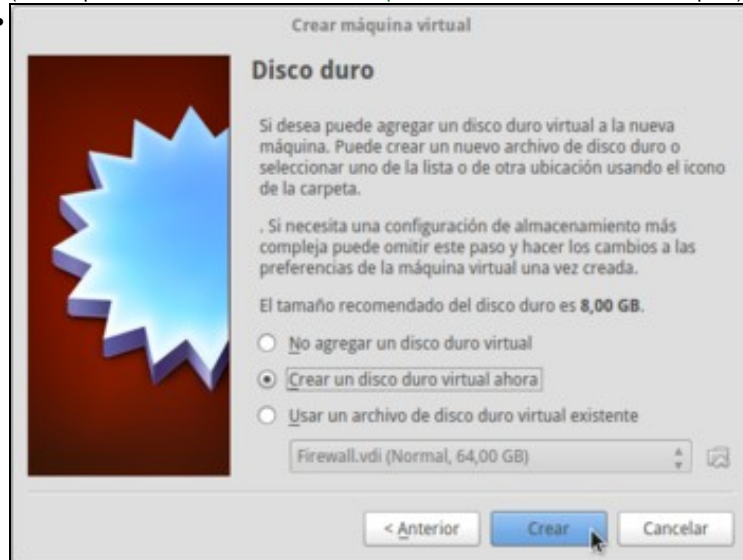 Crear máquina virtual
Disco duro
Si desea puede agregar un disco duro virtual a la nueva
máquina. Puede crear un nuevo archivo de disco duro o
seleccionar uno de la lista o de otra ubicación usando el icono
de la carpeta.
. Si necesita una configuración de almacenamiento más
compleja puede omitir este paso y hacer los cambios a las
preferencias de la máquina virtual una vez creada.
El tamaño recomendado del disco duro es 8,00 GB.
No agregar un disco duro virtual
Crear un disco duro virtual ahora
Usar un archivo de disco duro virtual existente
Firewall.vdi (Normal, 64,00 GB)
< Anterior
Crear
Cancelar